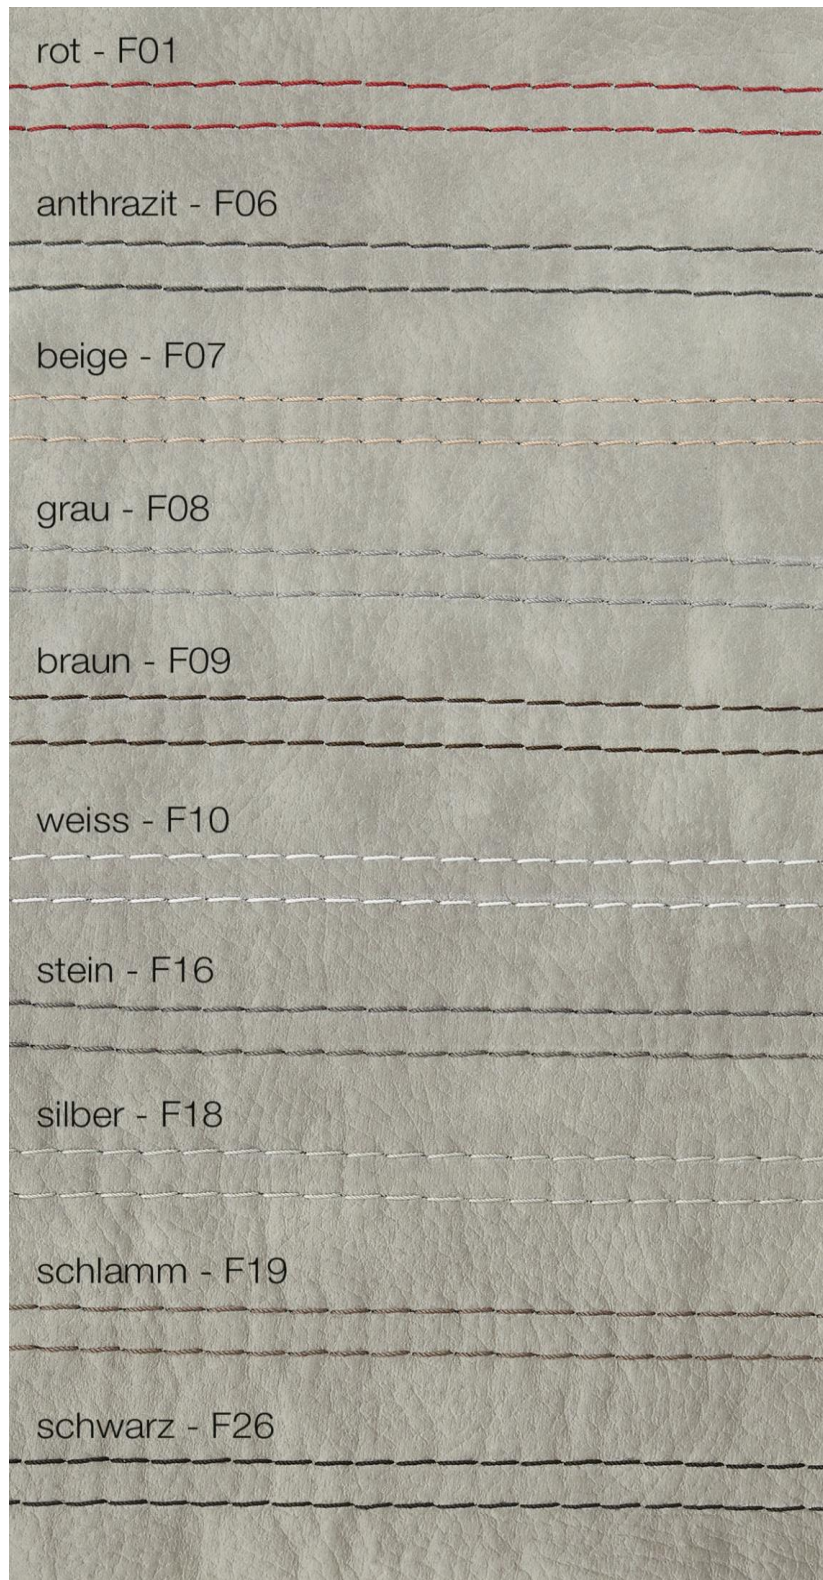 rot - F01
anthrazit - F06
beige - F07
grau - F08
braun - F09
weiss - F10
stein - F16
silber - F18
schlamm - F19
schwarz - F26